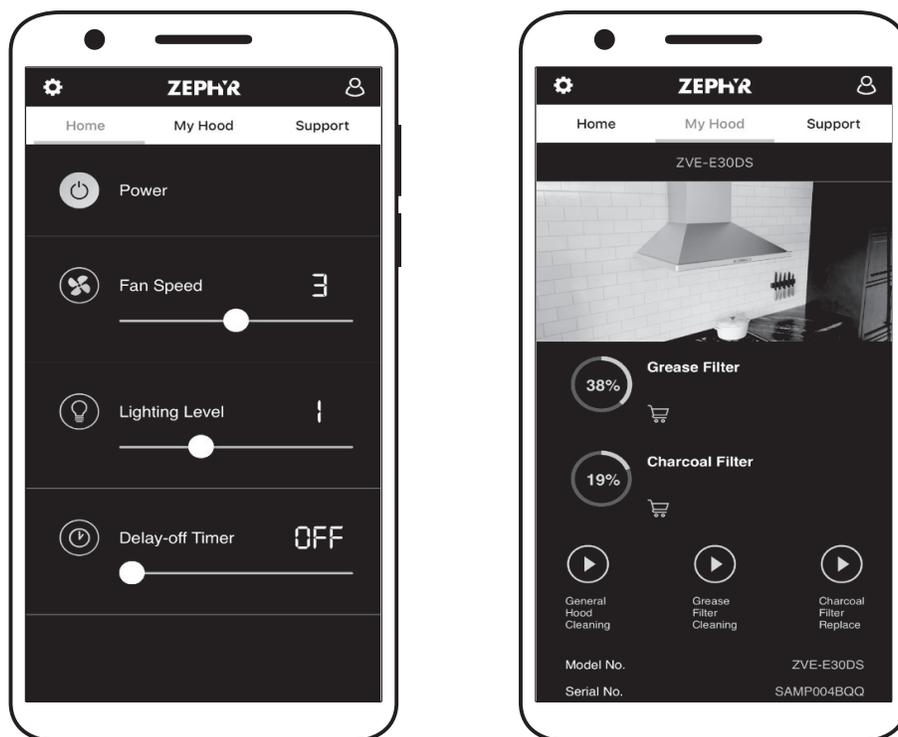 ZEPHYR
Home My Hood Support
Power
Fan Speed 3
Lighting Level 1
Delay-off Timer OFF
ZEPHYR
Home My Hood Support
ZVE-E30DS
38% Grease Filter
19% Charcoal Filter
General Hood Cleaning
Grease Filter Cleaning
Charcoal Filter Replace
Model No. ZVE-E30DS
Serial No. SAMP004BQQ